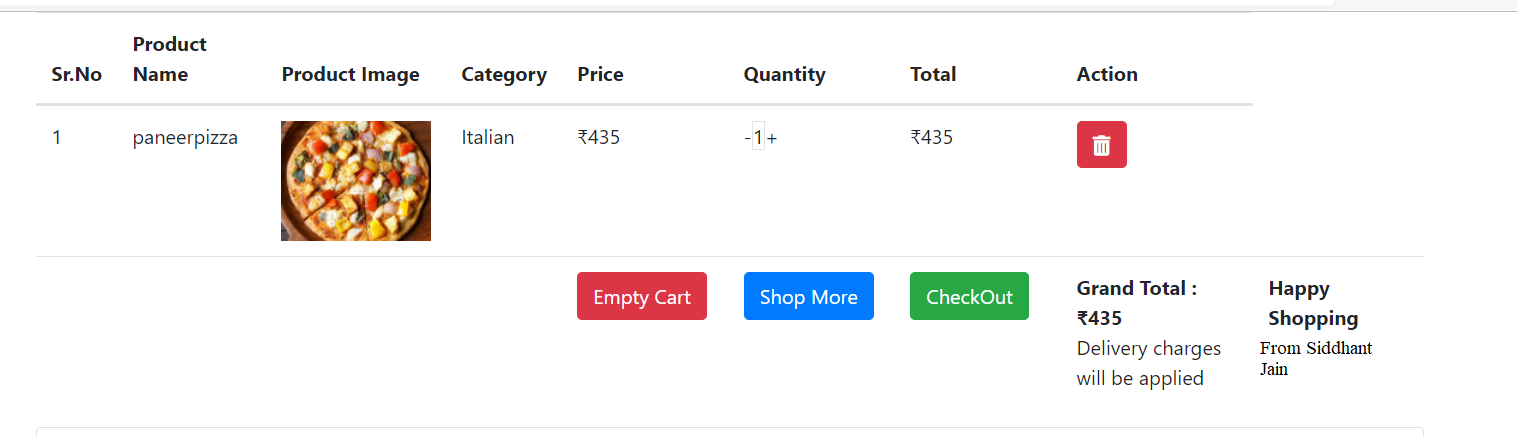 Sr.No Product Name Product Image Category Price Quantity Total Action
1 paneerpizza Italian ₹435 -1+ ₹435
Empty Cart Shop More CheckOut
Grand Total :
₹435
Delivery charges
will be applied
Happy
Shopping
From Siddhant
Jain